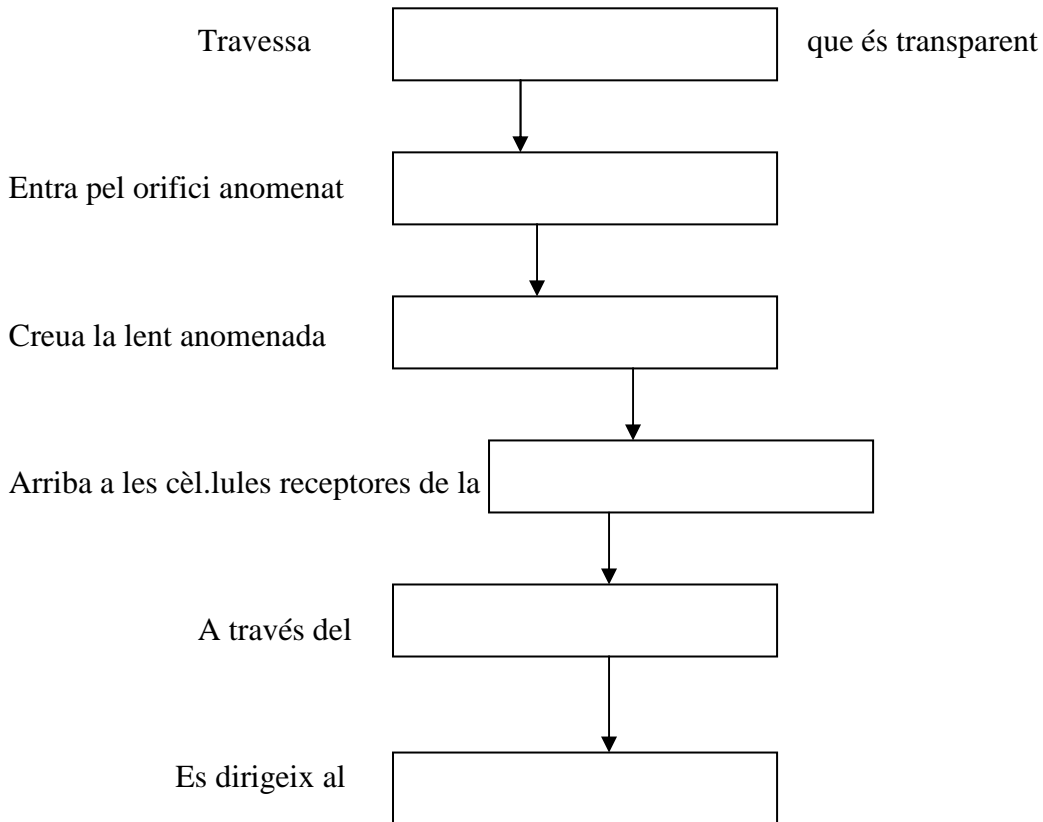 Travessa que és transparent
Entra pel orifici anomenat
Creua la lent anomenada
Arriba a les cèl.lules receptores de la
A través del
Es dirigeix al